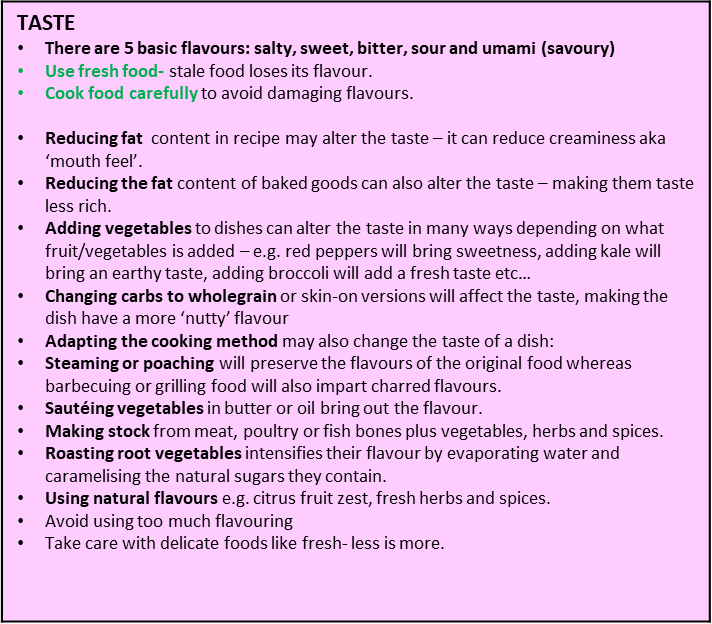 TASTE
• There are 5 basic flavours: salty, sweet, bitter, sour and umami (savoury)
• Use fresh food- stale food loses its flavour.
• Cook food carefully to avoid damaging flavours.
• Reducing fat content in recipe may alter the taste – it can reduce creaminess aka
‘mouth feel’.
• Reducing the fat content of baked goods can also alter the taste – making them taste
less rich.
• Adding vegetables to dishes can alter the taste in many ways depending on what
fruit/vegetables is added – e.g. red peppers will bring sweetness, adding kale will
bring an earthy taste, adding broccoli will add a fresh taste etc…
• Changing carbs to wholegrain or skin-on versions will affect the taste, making the
dish have a more ‘nutty’ flavour
• Adapting the cooking method may also change the taste of a dish:
• Steaming or poaching will preserve the flavours of the original food whereas
barbecuing or grilling food will also impart charred flavours.
• Sautéing vegetables in butter or oil bring out the flavour.
• Making stock from meat, poultry or fish bones plus vegetables, herbs and spices.
• Roasting root vegetables intensifies their flavour by evaporating water and
caramelising the natural sugars they contain.
• Using natural flavours e.g. citrus fruit zest, fresh herbs and spices.
• Avoid using too much flavouring
• Take care with delicate foods like fresh- less is more.